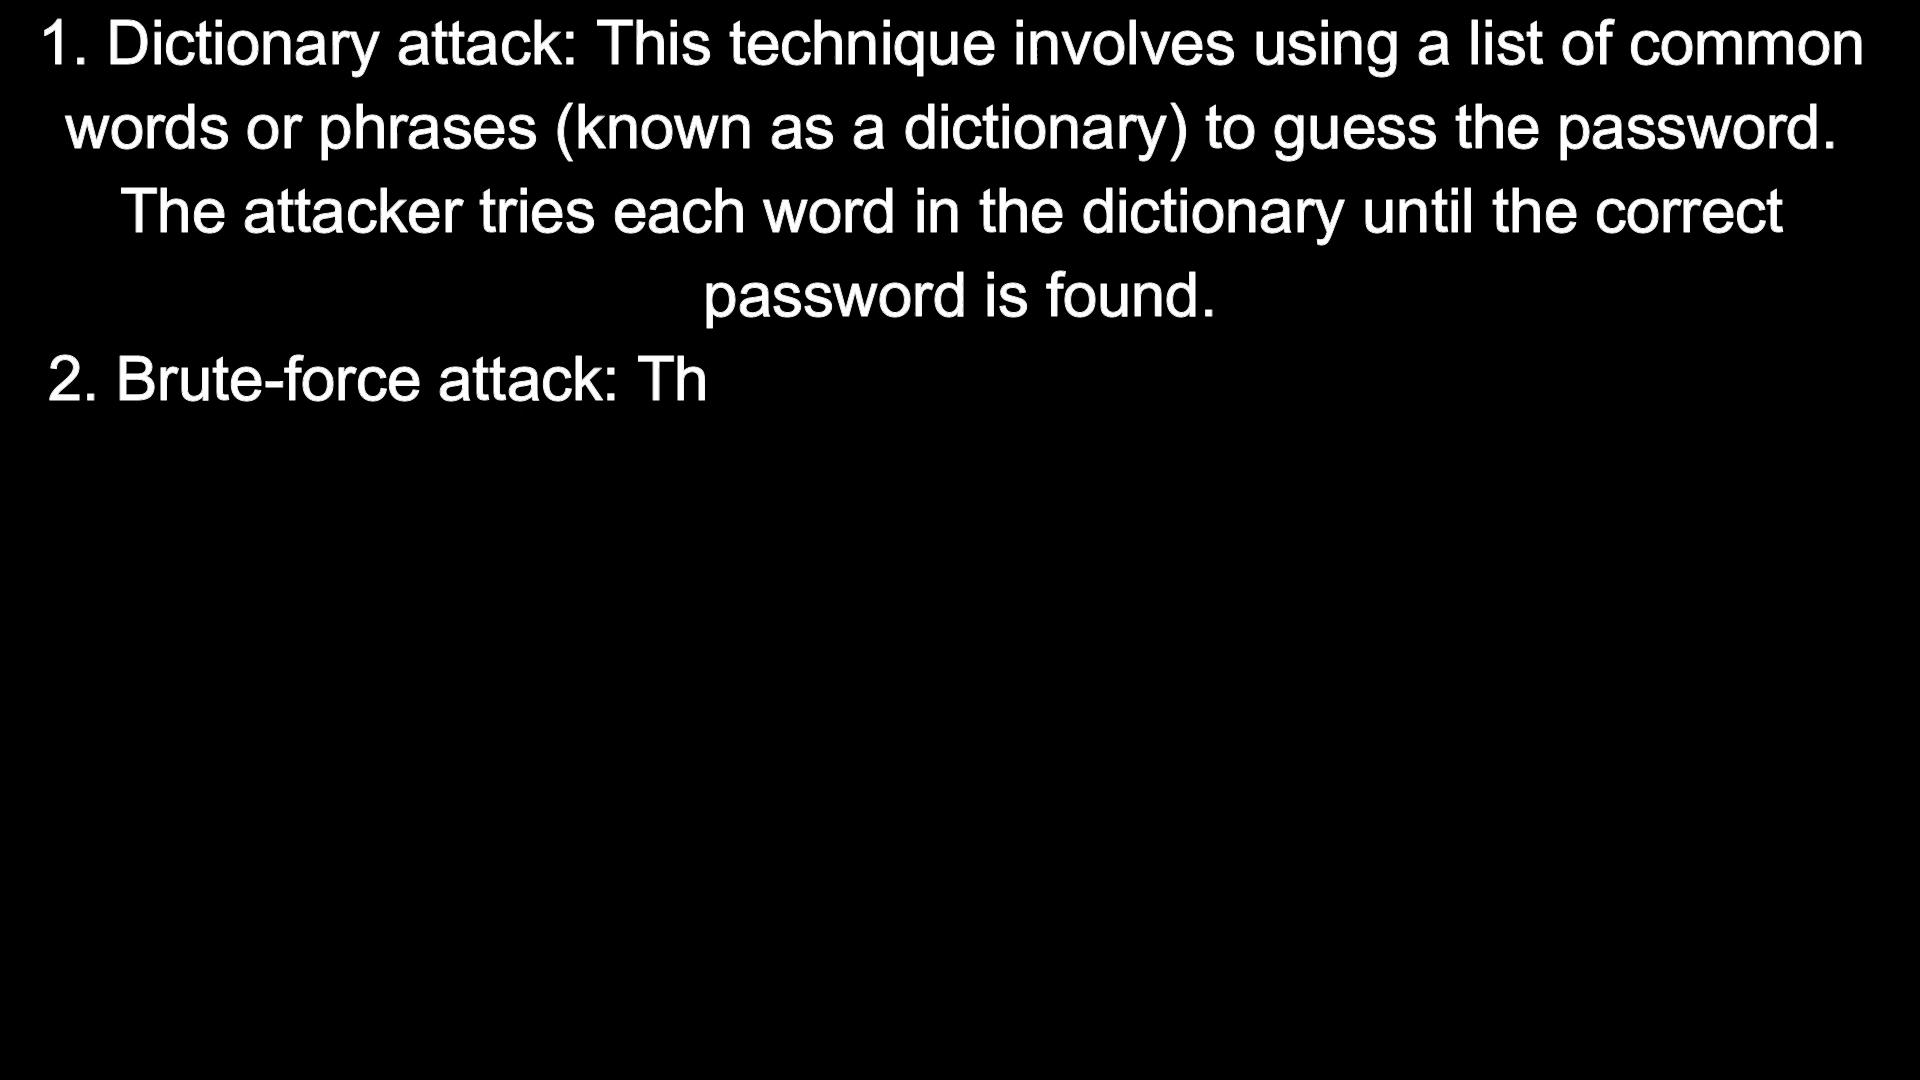 1. Dictionary attack: This technique involves using a list of common
words or phrases (known as a dictionary) to guess the password.
The attacker tries each word in the dictionary until the correct
password is found.
2. Brute-force attack: Th